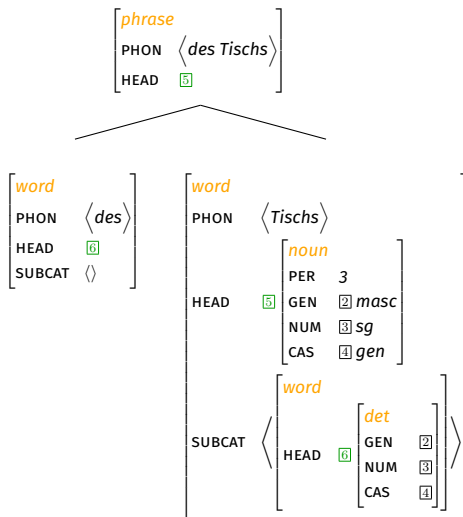 phrase
PHON ⟨des Tischs⟩
HEAD 5
word
PHON ⟨des⟩
HEAD 6
SUBCAT ⟨⟩
word
PHON ⟨Tischs⟩
HEAD 5
noun
PER 3
GEN 2 masc
NUM 3 sg
CAS 4 gen
SUBCAT ⟨
word
HEAD 6
det
GEN 2
NUM 3
CAS 4
⟩